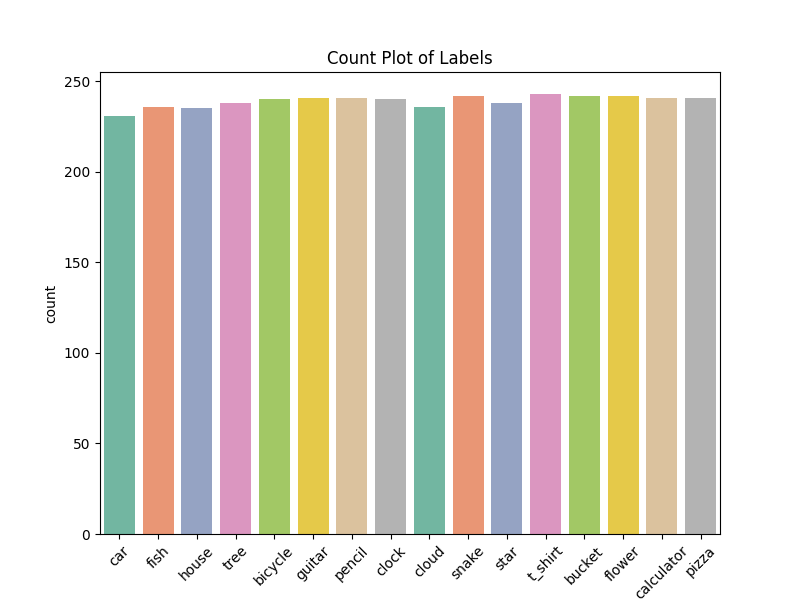 Count Plot of Labels
250
200
150
100
50
0
count
car
fish
house
tree
bicycle
guitar
pencil
clock
cloud
snake
star
t_shirt
bucket
flower
calculator
pizza